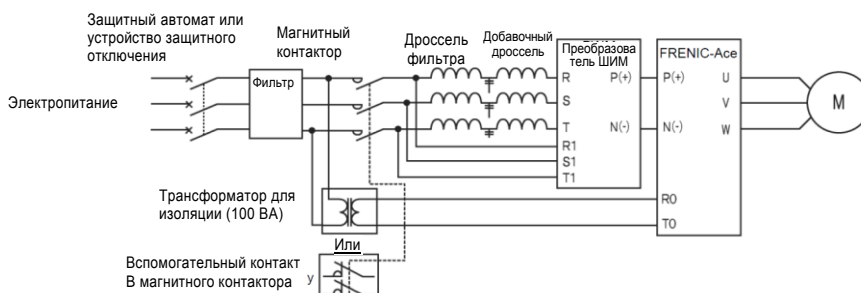 Защитный автомат или
устройство защитного
отключения
Магнитный
контактор
Дроссель
фильтра
Добавочный
дроссель
Преобразова
тель ШИМ
FRENIC-Ace
Фильтр
Электропитание
R
P(+)
P(+)
U
S
V
M
T
N(-)
N(-)
W
R1
S1
T1
Трансформатор для
изоляции (100 ВА)
R0
T0
Или
Вспомогательный контакт
В магнитного контактора
y